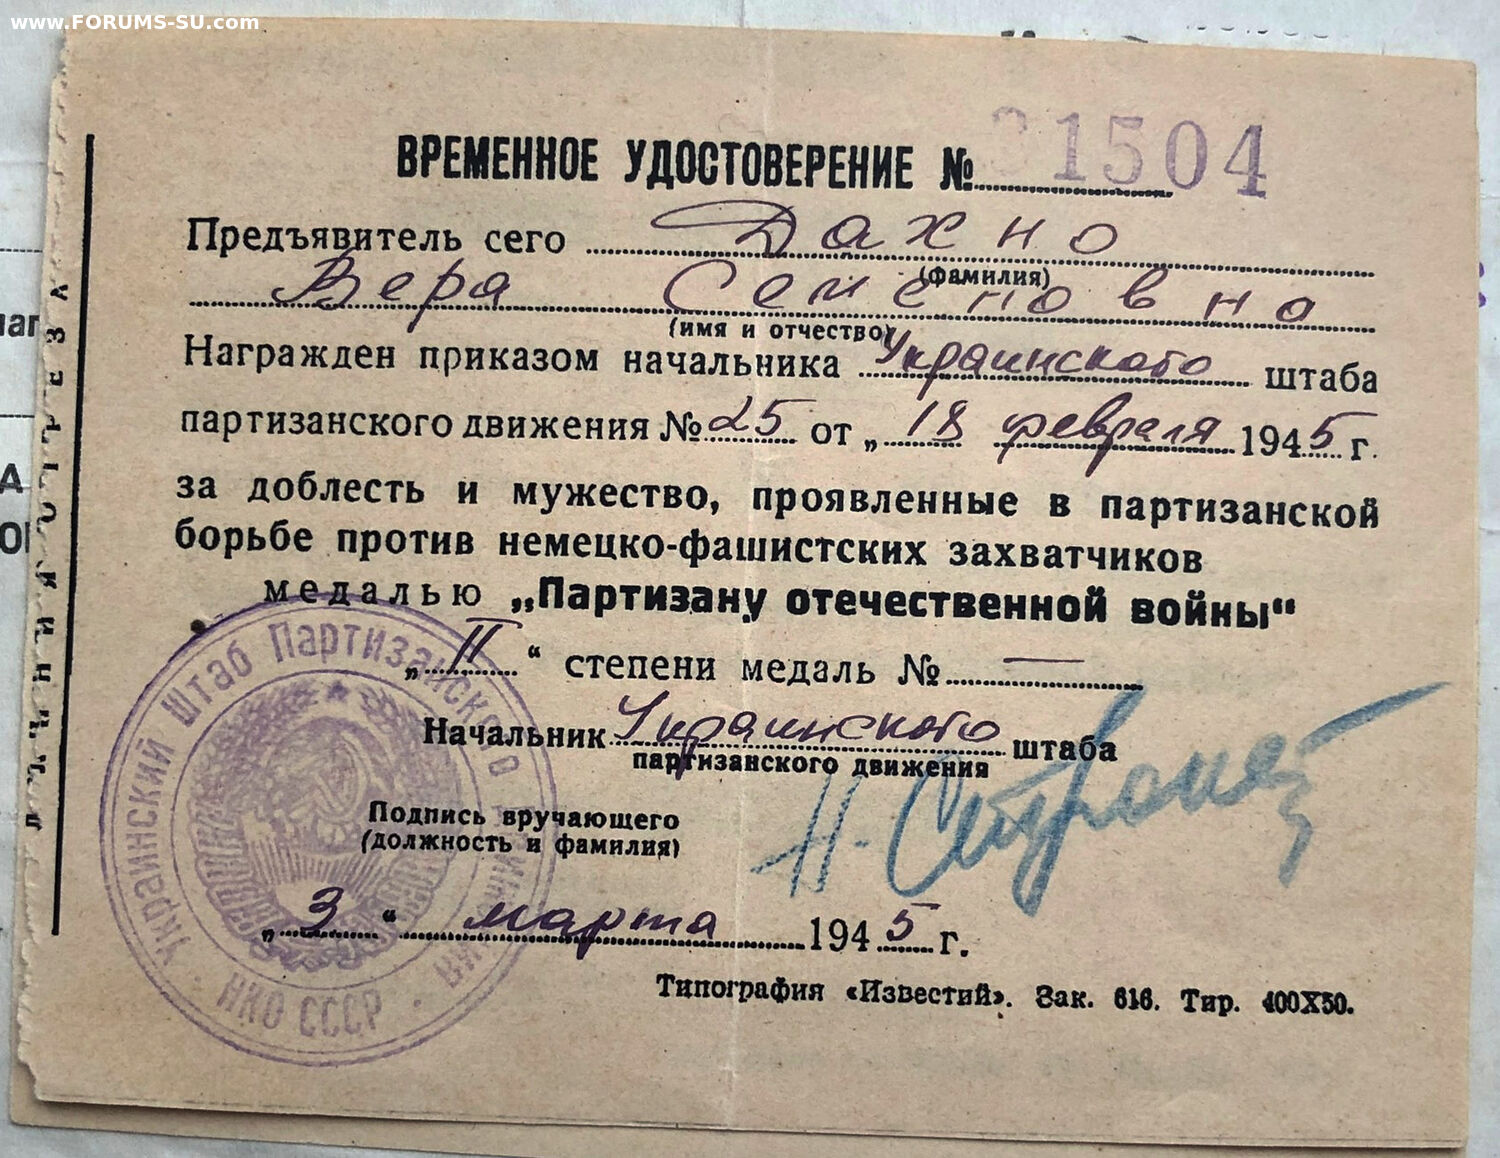 www.FORUMS-SU.com
ВРЕМЕННОЕ УДОСТОВЕРЕНИЕ № 31504
Предъявитель сего Дахно
(фамилия)
Вера Семеновна
(имя и отчество)
Награжден приказом начальника Украинского штаба
партизанского движения № 25 от „ 18 февраля 1945 г.
за доблесть и мужество, проявленные в партизанской
борьбе против немецко-фашистских захватчиков
медалью „Партизану отечественной войны“
„ II “ степени медаль № —
Начальник Украинского штаба
партизанского движения
Подпись вручающего
(должность и фамилия)
Н. Строкач
„ 3 “ марта 1945 г.
Типография «Известий». Зак. 616. Тир. 400Х50.
Украинский Штаб Партизанского Движения
НКО СССР